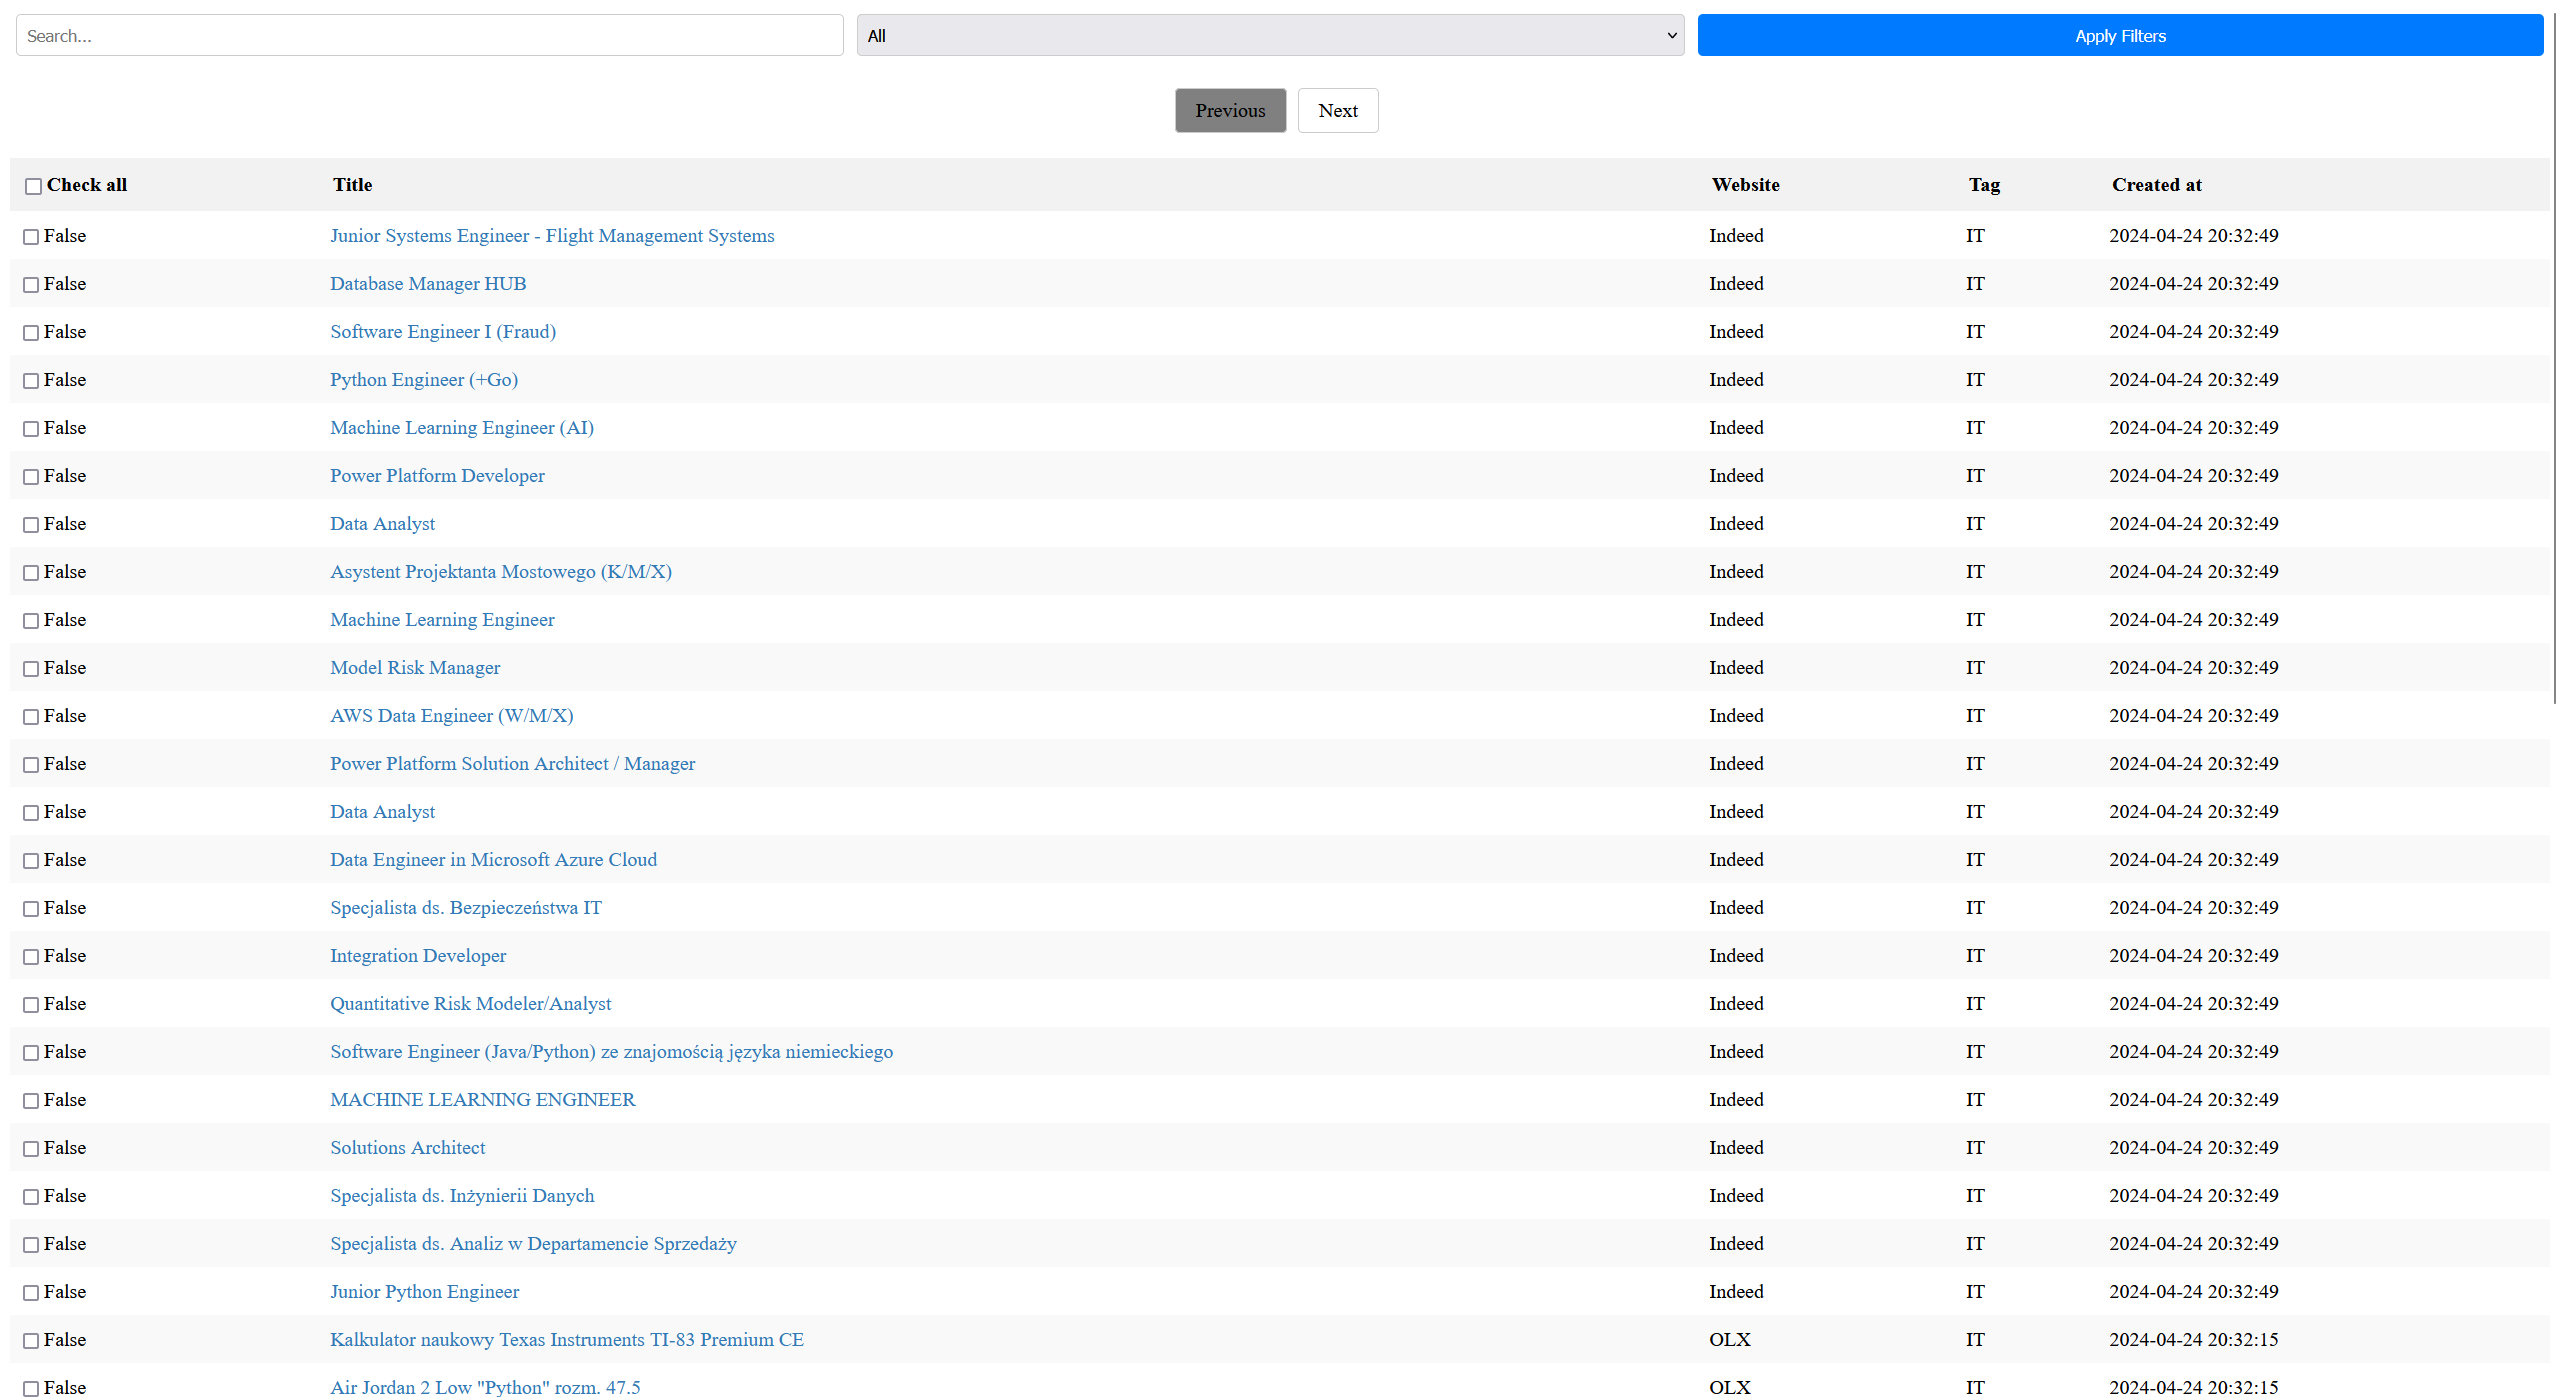 Search... All Apply Filters
Previous Next
Check all Title Website Tag Created at
False Junior Systems Engineer - Flight Management Systems Indeed IT 2024-04-24 20:32:49
False Database Manager HUB Indeed IT 2024-04-24 20:32:49
False Software Engineer I (Fraud) Indeed IT 2024-04-24 20:32:49
False Python Engineer (+Go) Indeed IT 2024-04-24 20:32:49
False Machine Learning Engineer (AI) Indeed IT 2024-04-24 20:32:49
False Power Platform Developer Indeed IT 2024-04-24 20:32:49
False Data Analyst Indeed IT 2024-04-24 20:32:49
False Asystent Projektanta Mostowego (K/M/X) Indeed IT 2024-04-24 20:32:49
False Machine Learning Engineer Indeed IT 2024-04-24 20:32:49
False Model Risk Manager Indeed IT 2024-04-24 20:32:49
False AWS Data Engineer (W/M/X) Indeed IT 2024-04-24 20:32:49
False Power Platform Solution Architect / Manager Indeed IT 2024-04-24 20:32:49
False Data Analyst Indeed IT 2024-04-24 20:32:49
False Data Engineer in Microsoft Azure Cloud Indeed IT 2024-04-24 20:32:49
False Specjalista ds. Bezpieczeństwa IT Indeed IT 2024-04-24 20:32:49
False Integration Developer Indeed IT 2024-04-24 20:32:49
False Quantitative Risk Modeler/Analyst Indeed IT 2024-04-24 20:32:49
False Software Engineer (Java/Python) ze znajomością języka niemieckiego Indeed IT 2024-04-24 20:32:49
False MACHINE LEARNING ENGINEER Indeed IT 2024-04-24 20:32:49
False Solutions Architect Indeed IT 2024-04-24 20:32:49
False Specjalista ds. Inżynierii Danych Indeed IT 2024-04-24 20:32:49
False Specjalista ds. Analiz w Departamencie Sprzedaży Indeed IT 2024-04-24 20:32:49
False Junior Python Engineer Indeed IT 2024-04-24 20:32:49
False Kalkulator naukowy Texas Instruments TI-83 Premium CE OLX IT 2024-04-24 20:32:15
False Air Jordan 2 Low "Python" rozm. 47.5 OLX IT 2024-04-24 20:32:15